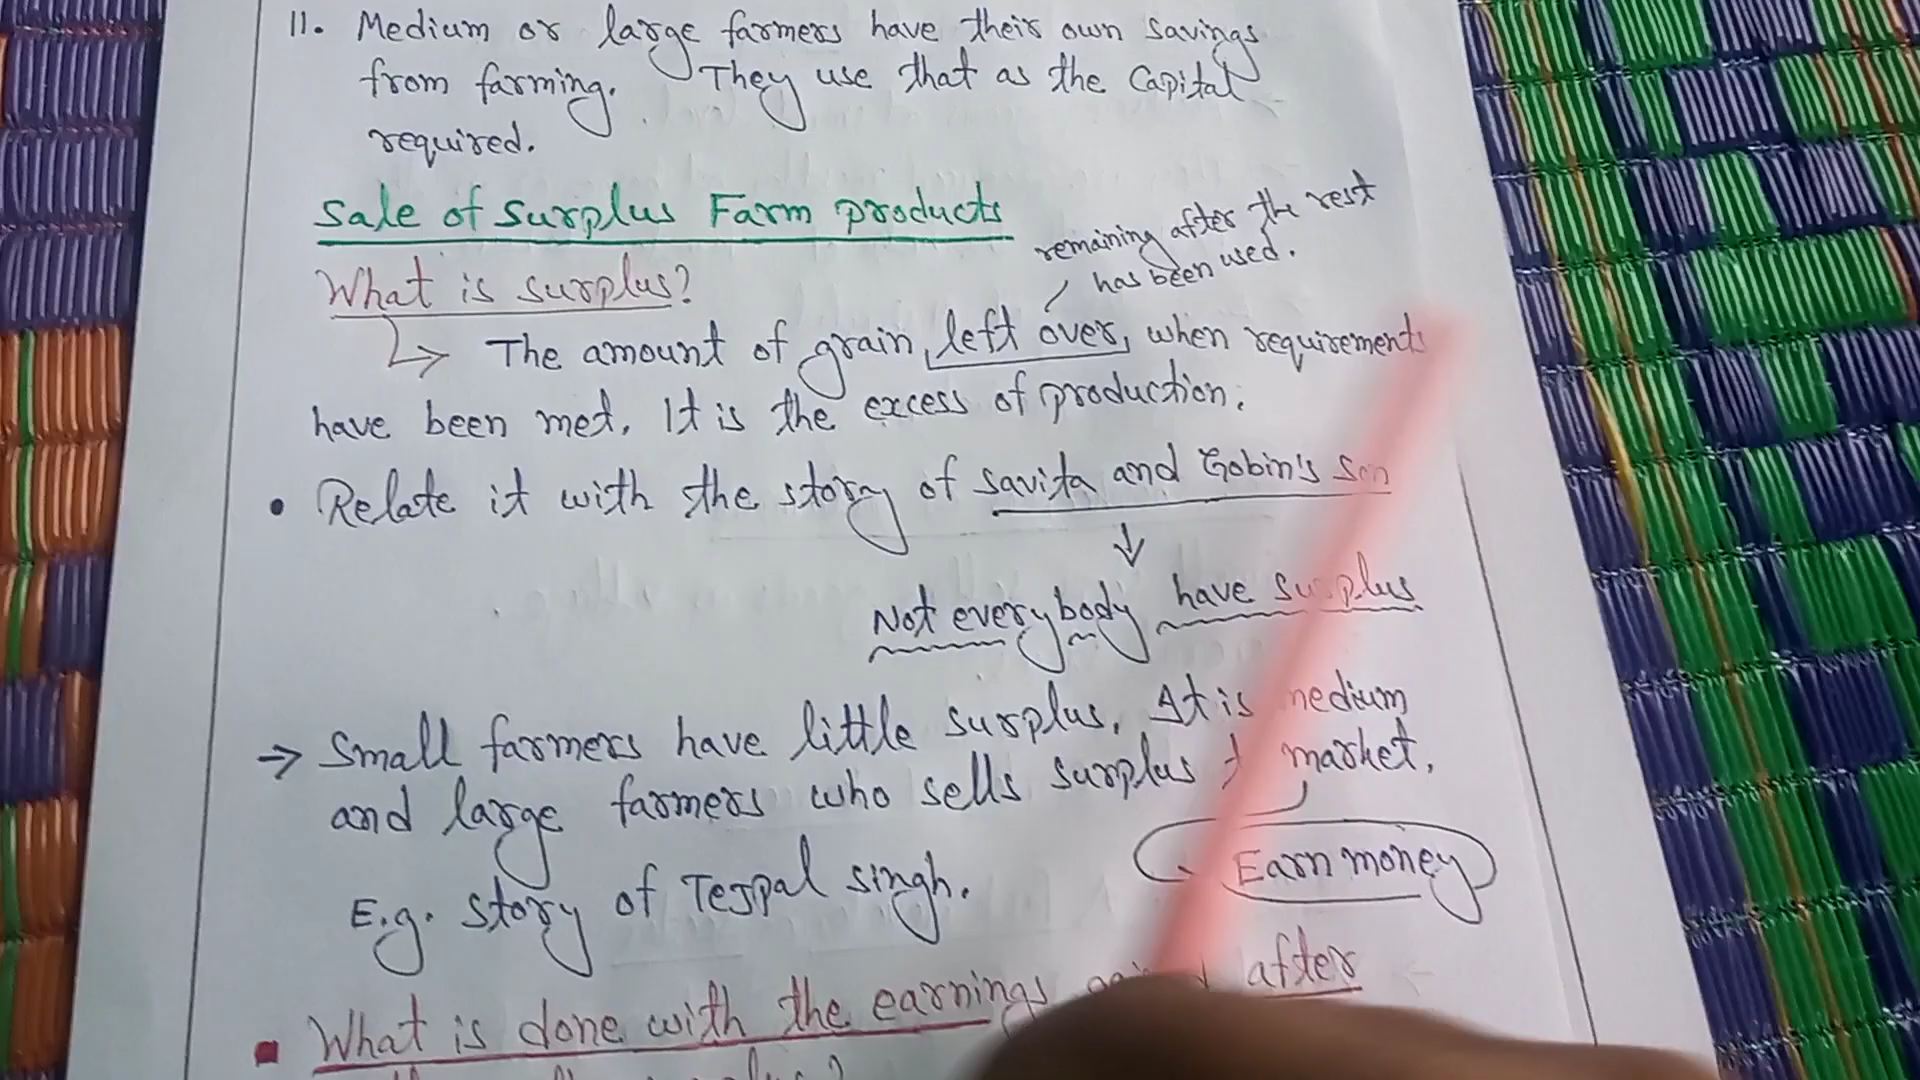 11. Medium or large farmers have their own savings
from farming. They use that as the capital
required.
Sale of Surplus Farm products
remaining after the rest
has been used.
What is surplus?
The amount of grain left over, when requirements
have been met. It is the excess of production.
• Relate it with the story of Savita and Gobin's Son
Not everybody have surplus
→ Small farmers have little surplus. It is medium
and large farmers who sells surplus market.
Earn money
E.g. story of Tejpal singh.
What is done with the earnings after